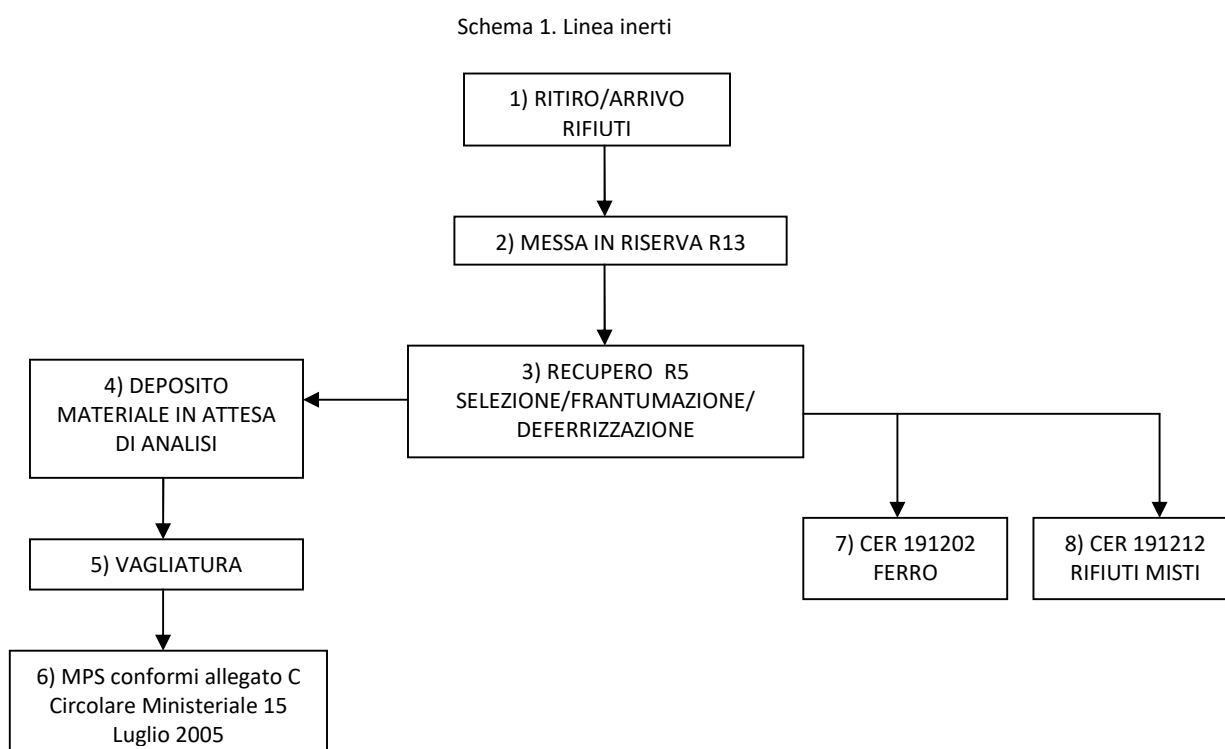 Schema 1. Linea inerti
1) RITIRO/ARRIVO
RIFIUTI
2) MESSA IN RISERVA R13
3) RECUPERO R5
SELEZIONE/FRANTUMAZIONE/
DEFERRIZZAZIONE
4) DEPOSITO
MATERIALE IN ATTESA
DI ANALISI
5) VAGLIATURA
6) MPS conformi allegato C
Circolare Ministeriale 15
Luglio 2005
7) CER 191202
FERRO
8) CER 191212
RIFIUTI MISTI